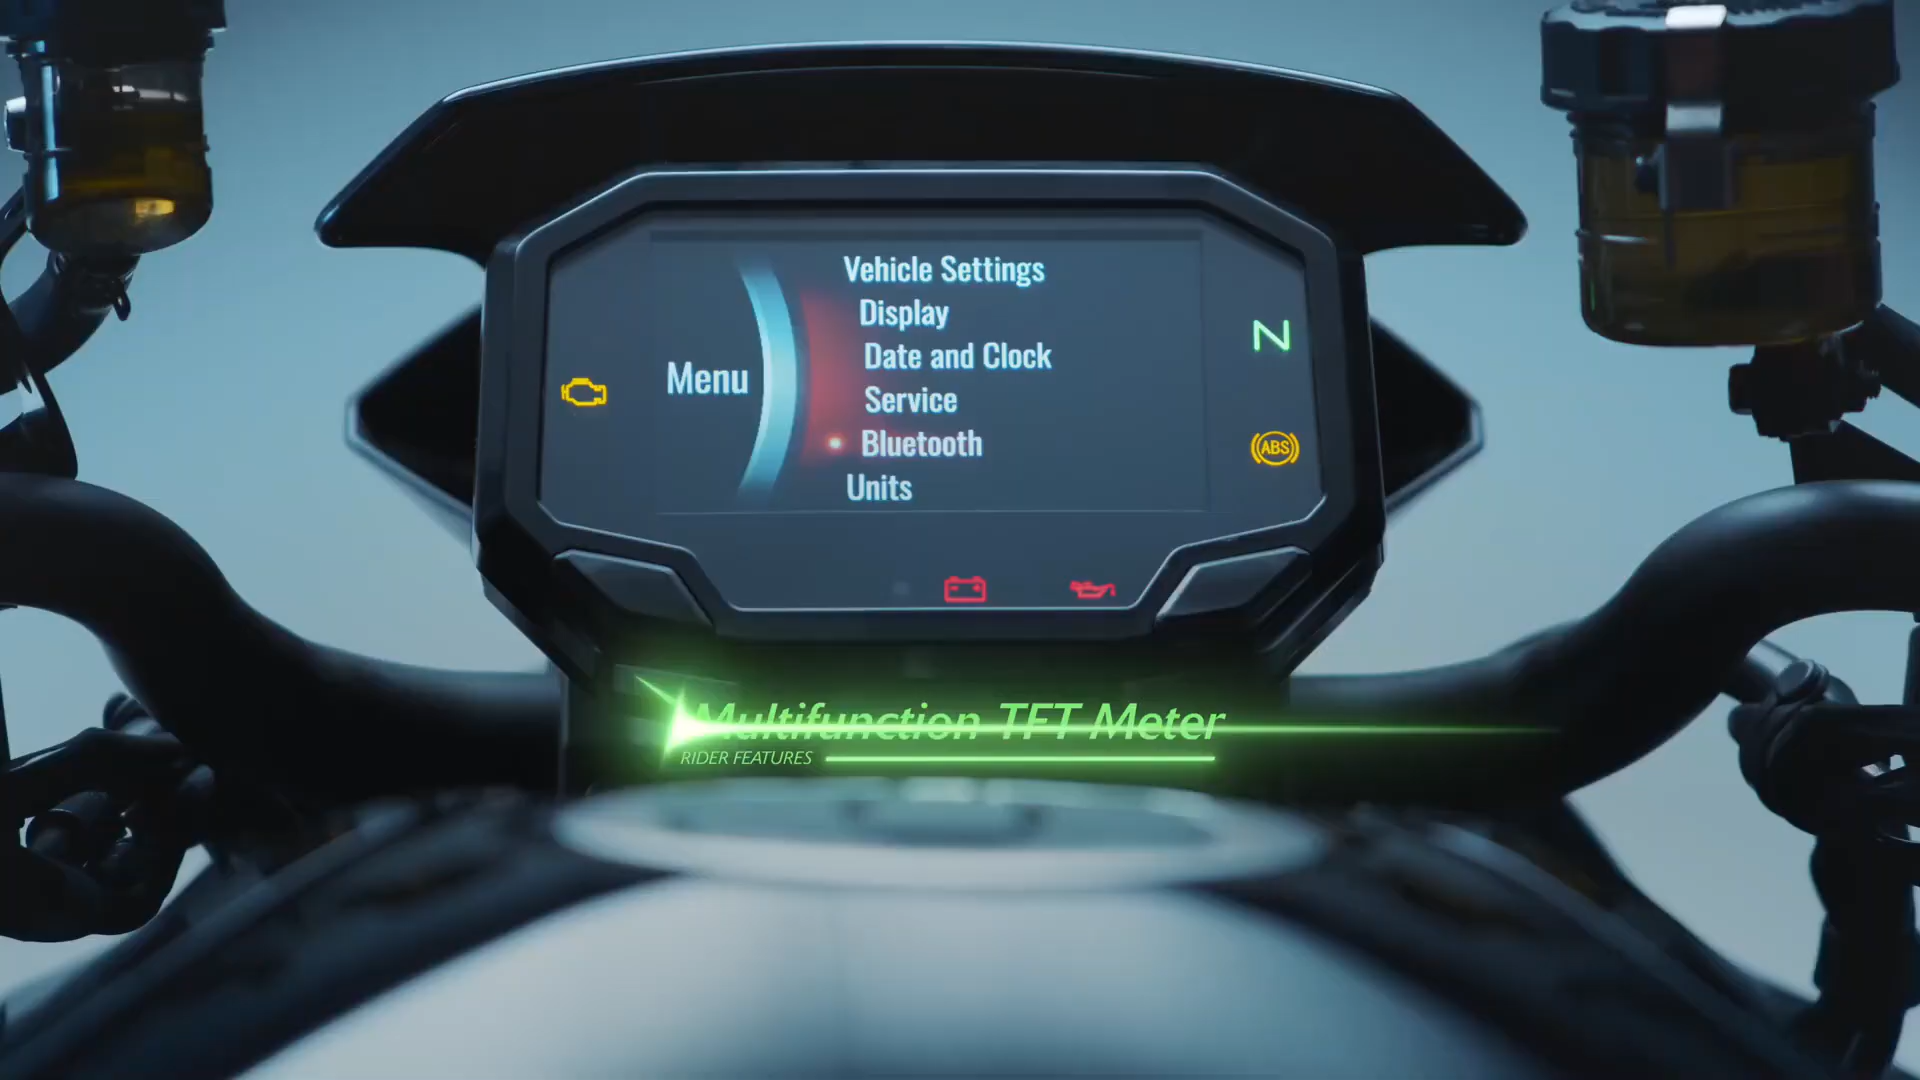 Vehicle Settings
Display
Date and Clock
Menu
Service
Bluetooth
Units
N
ABS
Multifunction TFT Meter
RIDER FEATURES